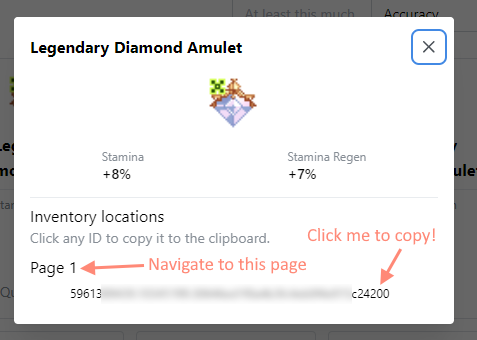 At least this much
Accuracy
Legendary Diamond Amulet
Stamina
+8%
Stamina Regen
+7%
Inventory locations
Click any ID to copy it to the clipboard.
Click me to copy!
Page 1
Navigate to this page
59613
c24200